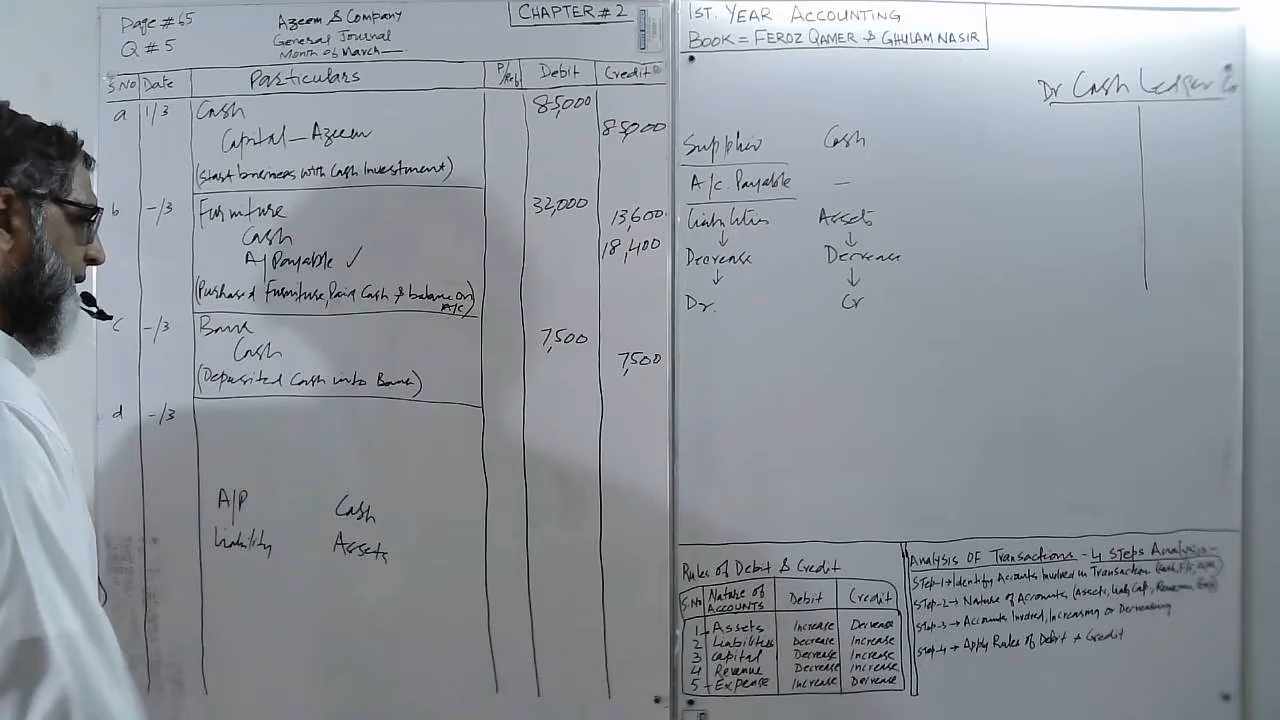 Page # 65
Q # 5
Azeem & Company
General Journal
Month of March —
CHAPTER # 2
S.No Date Particulars P/Ref Debit Credit
a 1/3 Cash 85,000
Capital – Azeem 85,000
(Start business with Cash Investment)
b -/3 Furniture 32,000
Cash 13,600
A/Payable ✓ 18,400
(Purchased Furniture, Paid Cash & balance on A/C)
c -/3 Bank 7,500
Cash 7,500
(Deposited Cash into Bank)
d -/3
A/P Cash
Liability Assets
1ST. YEAR ACCOUNTING
BOOK = FEROZ QAMER & GHULAM NASIR
Dr Cash Ledger Cr
Supplier Cash
A/c. Payable —
Liabilities Assets
↓ ↓
Decrease Decrease
↓ ↓
Dr. Cr
Rules of Debit & Credit
S.No NATURE OF ACCOUNTS Debit Credit
1 – Assets Increase Decrease
2 Liabilities Decrease Increase
3 Capital Decrease Increase
4 Revenue Decrease Increase
5 – Expense Increase Decrease
Analysis Of Transactions – 4 Steps Analysis –
Step-1 → Identify Accounts Involved in Transaction
Step-2 → Nature of Accounts (Assets, Liab, Cap, Revenue, Exp)
Step-3 → Accounts Involved, Increasing or Decreasing
Step-4 → Apply Rules of Debit & Credit